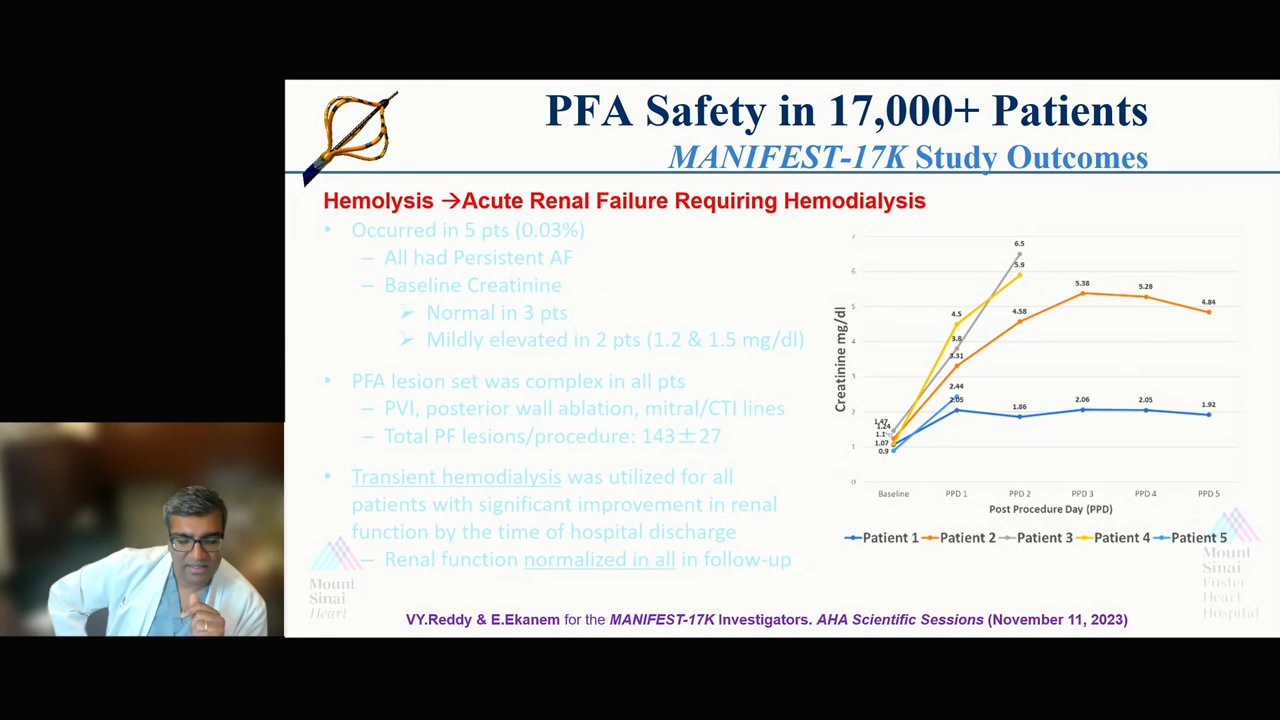 PFA Safety in 17,000+ Patients
MANIFEST-17K Study Outcomes
Hemolysis →Acute Renal Failure Requiring Hemodialysis
• Occurred in 5 pts (0.03%)
– All had Persistent AF
– Baseline Creatinine
➢ Normal in 3 pts
➢ Mildly elevated in 2 pts (1.2 & 1.5 mg/dl)
• PFA lesion set was complex in all pts
– PVI, posterior wall ablation, mitral/CTI lines
– Total PF lesions/procedure: 143±27
• Transient hemodialysis was utilized for all
patients with significant improvement in renal
function by the time of hospital discharge
– Renal function normalized in all in follow-up
Creatinine mg/dl
7
6
5
4
3
2
1
0
6.5
5.9
5.38
5.28
4.84
4.5
4.58
3.8
3.31
2.44
2.05
1.86
2.06
2.05
1.92
1.47
1.24
1.1
1.07
0.9
Baseline PPD 1 PPD 2 PPD 3 PPD 4 PPD 5
Post Procedure Day (PPD)
Patient 1 Patient 2 Patient 3 Patient 4 Patient 5
Mount
Sinai
Heart
Mount
Sinai
Fuster
Heart
Hospital
VY.Reddy & E.Ekanem for the MANIFEST-17K Investigators. AHA Scientific Sessions (November 11, 2023)